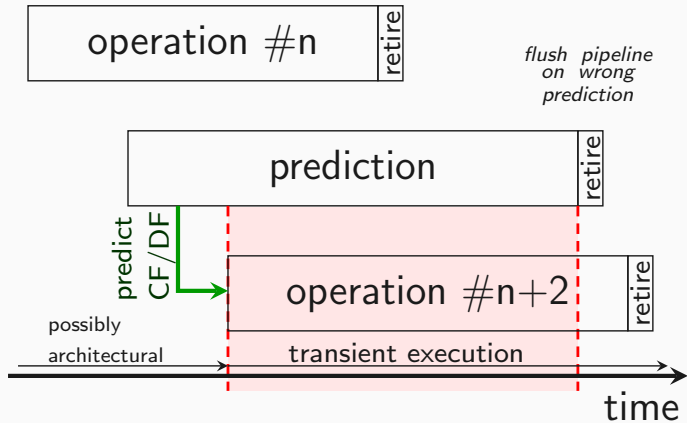 operation #n
retire
flush pipeline
on wrong
prediction
prediction
retire
predict
CF/DF
operation #n+2
retire
possibly
architectural
transient execution
time